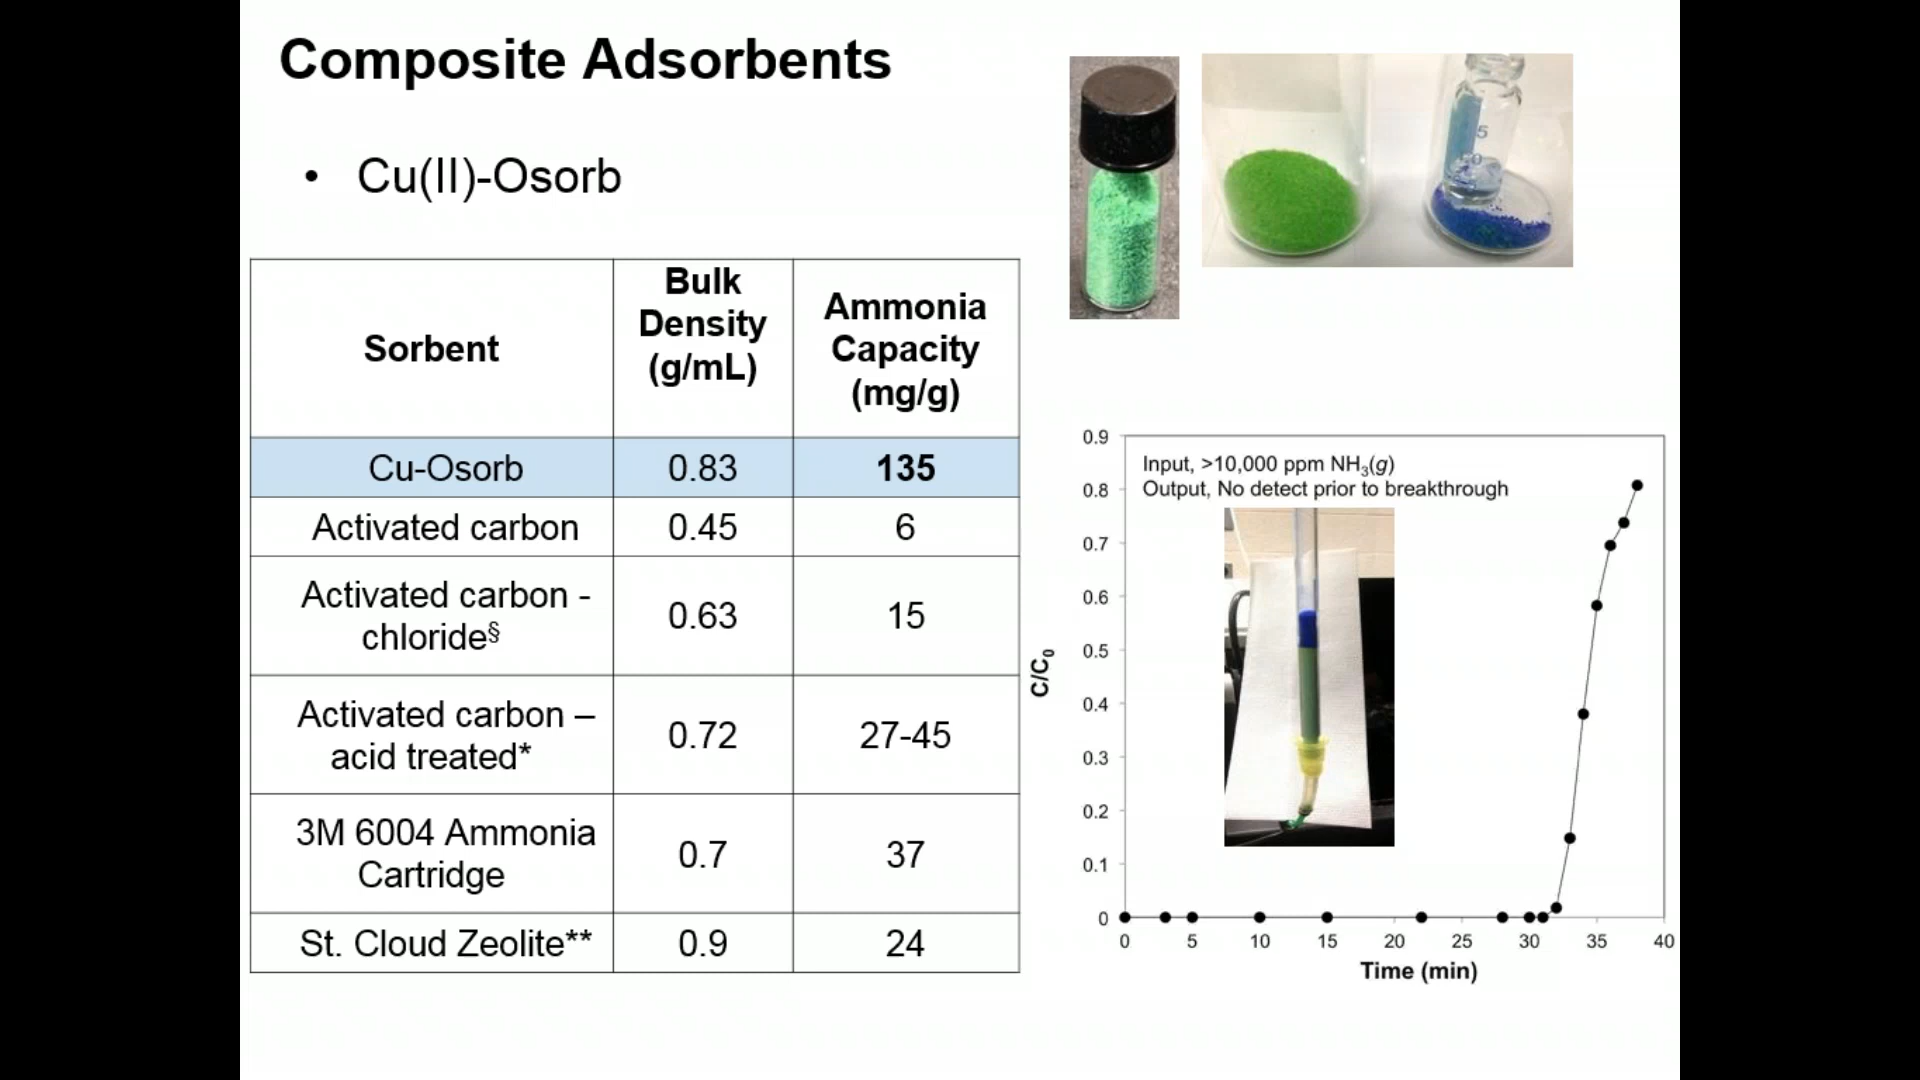 Composite Adsorbents
• Cu(II)-Osorb
Sorbent
Bulk
Density
(g/mL)
Ammonia
Capacity
(mg/g)
Cu-Osorb 0.83 135
Activated carbon 0.45 6
Activated carbon -
chloride§ 0.63 15
Activated carbon –
acid treated* 0.72 27-45
3M 6004 Ammonia
Cartridge 0.7 37
St. Cloud Zeolite** 0.9 24
5
Input, >10,000 ppm NH₃(g)
Output, No detect prior to breakthrough
C/C₀
0.9
0.8
0.7
0.6
0.5
0.4
0.3
0.2
0.1
0
0 5 10 15 20 25 30 35 40
Time (min)